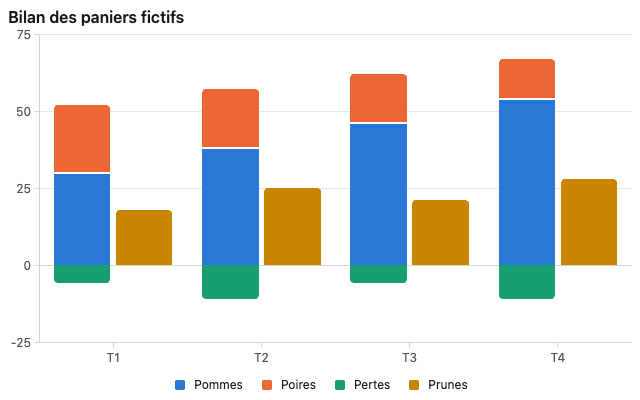 Bilan des paniers fictifs
75
50
25
0
-25
T1 T2 T3 T4
Pommes Poires Pertes Prunes